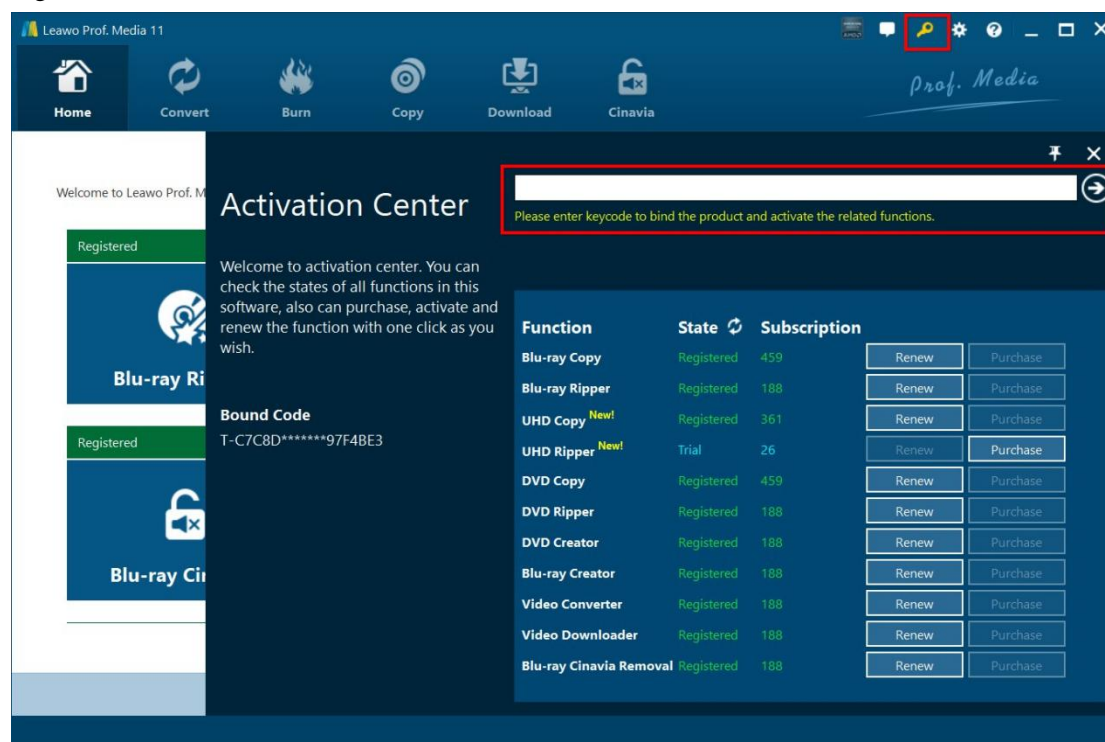 Leawo Prof. Media 11
Home Convert Burn Copy Download Cinavia
Prof. Media
Welcome to Leawo Prof. M
Registered
Blu-ray Ri
Registered
Blu-ray Cin
Activation Center
Welcome to activation center. You can
check the states of all functions in this
software, also can purchase, activate and
renew the function with one click as you
wish.
Bound Code
T-C7C8D*******97F4BE3
Please enter keycode to bind the product and activate the related functions.
Function State Subscription
Blu-ray Copy Registered 459 Renew Purchase
Blu-ray Ripper Registered 188 Renew Purchase
UHD Copy New! Registered 361 Renew Purchase
UHD Ripper New! Trial 26 Renew Purchase
DVD Copy Registered 459 Renew Purchase
DVD Ripper Registered 188 Renew Purchase
DVD Creator Registered 188 Renew Purchase
Blu-ray Creator Registered 188 Renew Purchase
Video Converter Registered 188 Renew Purchase
Video Downloader Registered 188 Renew Purchase
Blu-ray Cinavia Removal Registered 188 Renew Purchase